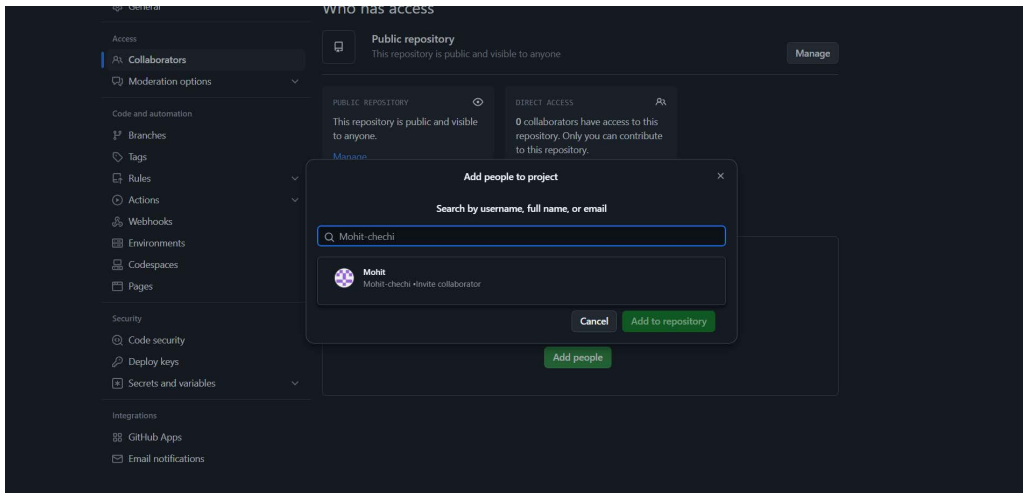 General
Access
Collaborators
Moderation options
Code and automation
Branches
Tags
Rules
Actions
Webhooks
Environments
Codespaces
Pages
Security
Code security
Deploy keys
Secrets and variables
Integrations
GitHub Apps
Email notifications
Who has access
Public repository
This repository is public and visible to anyone
Manage
PUBLIC REPOSITORY
This repository is public and visible
to anyone.
Manage
DIRECT ACCESS
0 collaborators have access to this
repository. Only you can contribute
to this repository.
Add people to project
Search by username, full name, or email
Mohit-chechi
Mohit
Mohit-chechi •Invite collaborator
Cancel
Add to repository
Add people